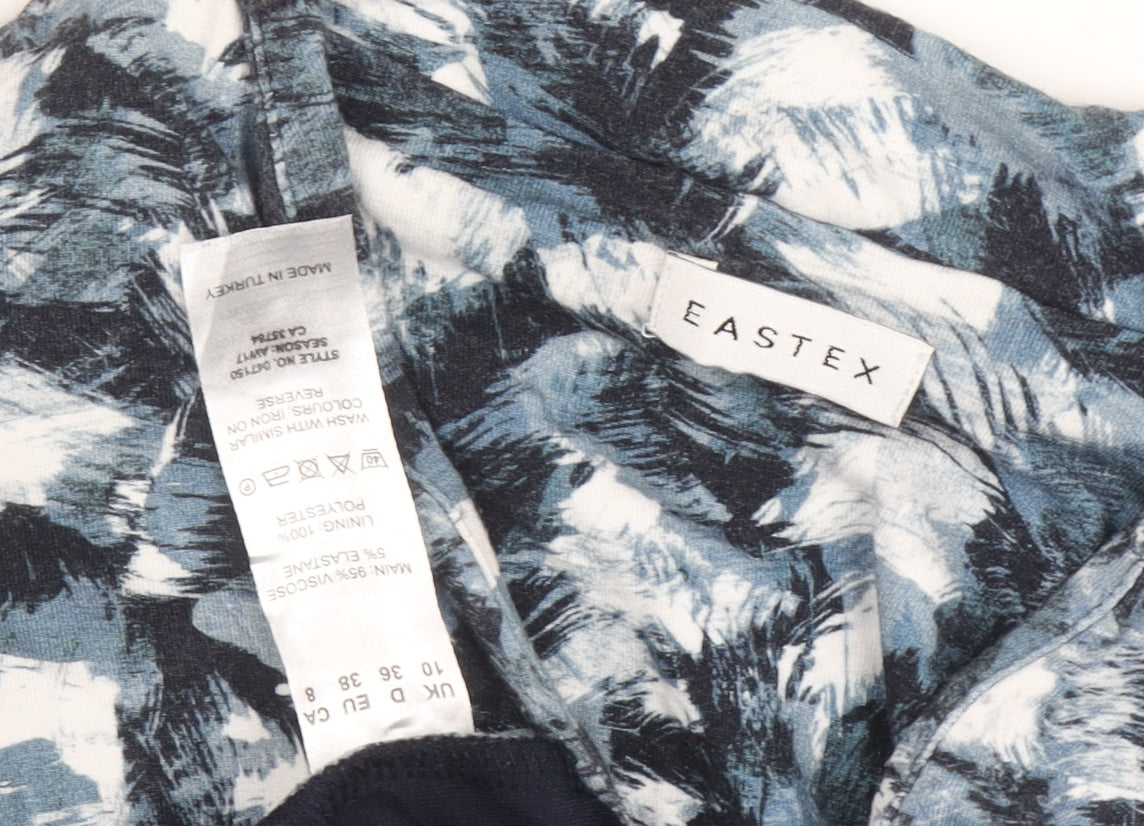 EASTEX
UK D EU CA
10 36 38 8
MAIN: 95% VISCOSE
5% ELASTANE
LINING: 100%
POLYESTER
40 P
WASH WITH SIMILAR
COLOURS. IRON ON
REVERSE
STYLE NO. 047150
SEASON: AW17
CA 35784
MADE IN TURKEY